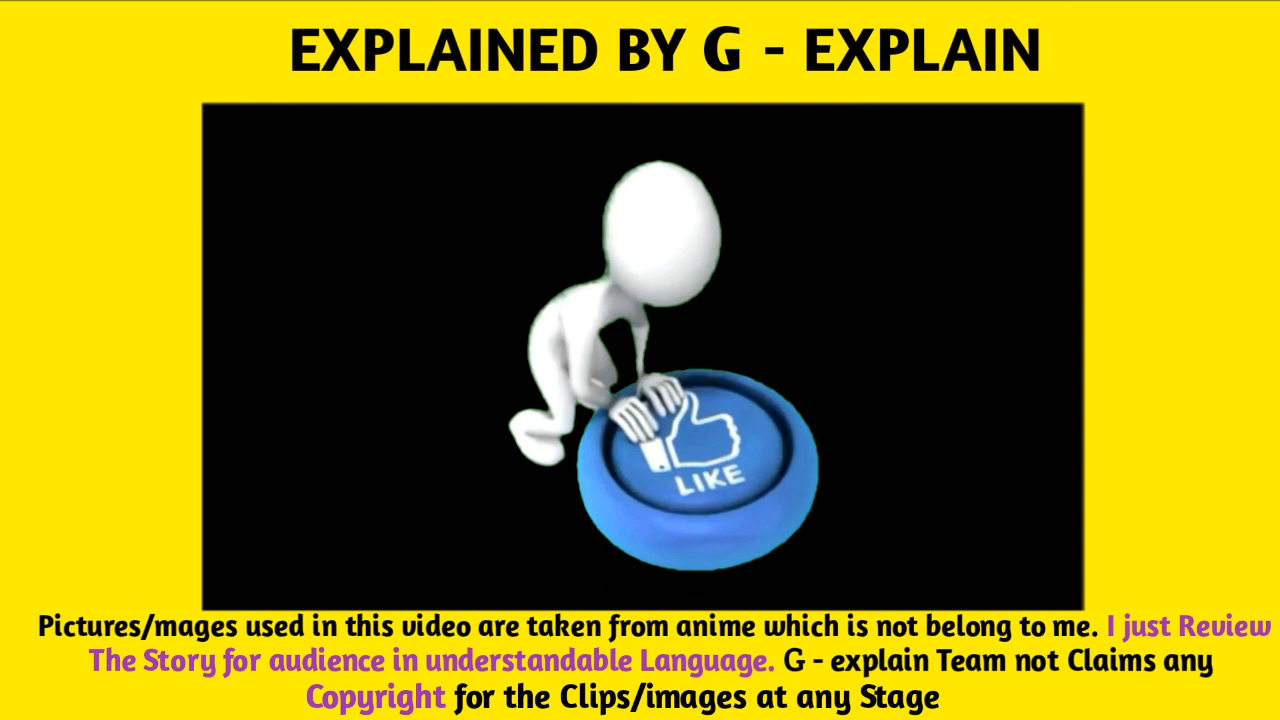 EXPLAINED BY G - EXPLAIN
LIKE
Pictures/mages used in this video are taken from anime which is not belong to me. I just Review
The Story for audience in understandable Language. G - explain Team not Claims any
Copyright for the Clips/images at any Stage